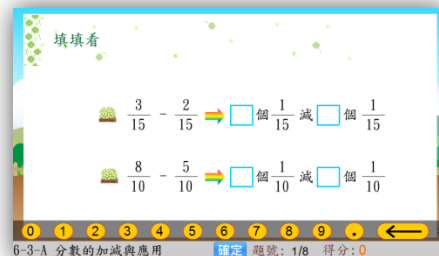 填填看
3/15 - 2/15 ➡ □個 1/15 減 □個 1/15
8/10 - 5/10 ➡ □個 1/10 減 □個 1/10
0 1 2 3 4 5 6 7 8 9 . ←
6-3-A 分數的加減與應用 確定 題號: 1/8 得分: 0